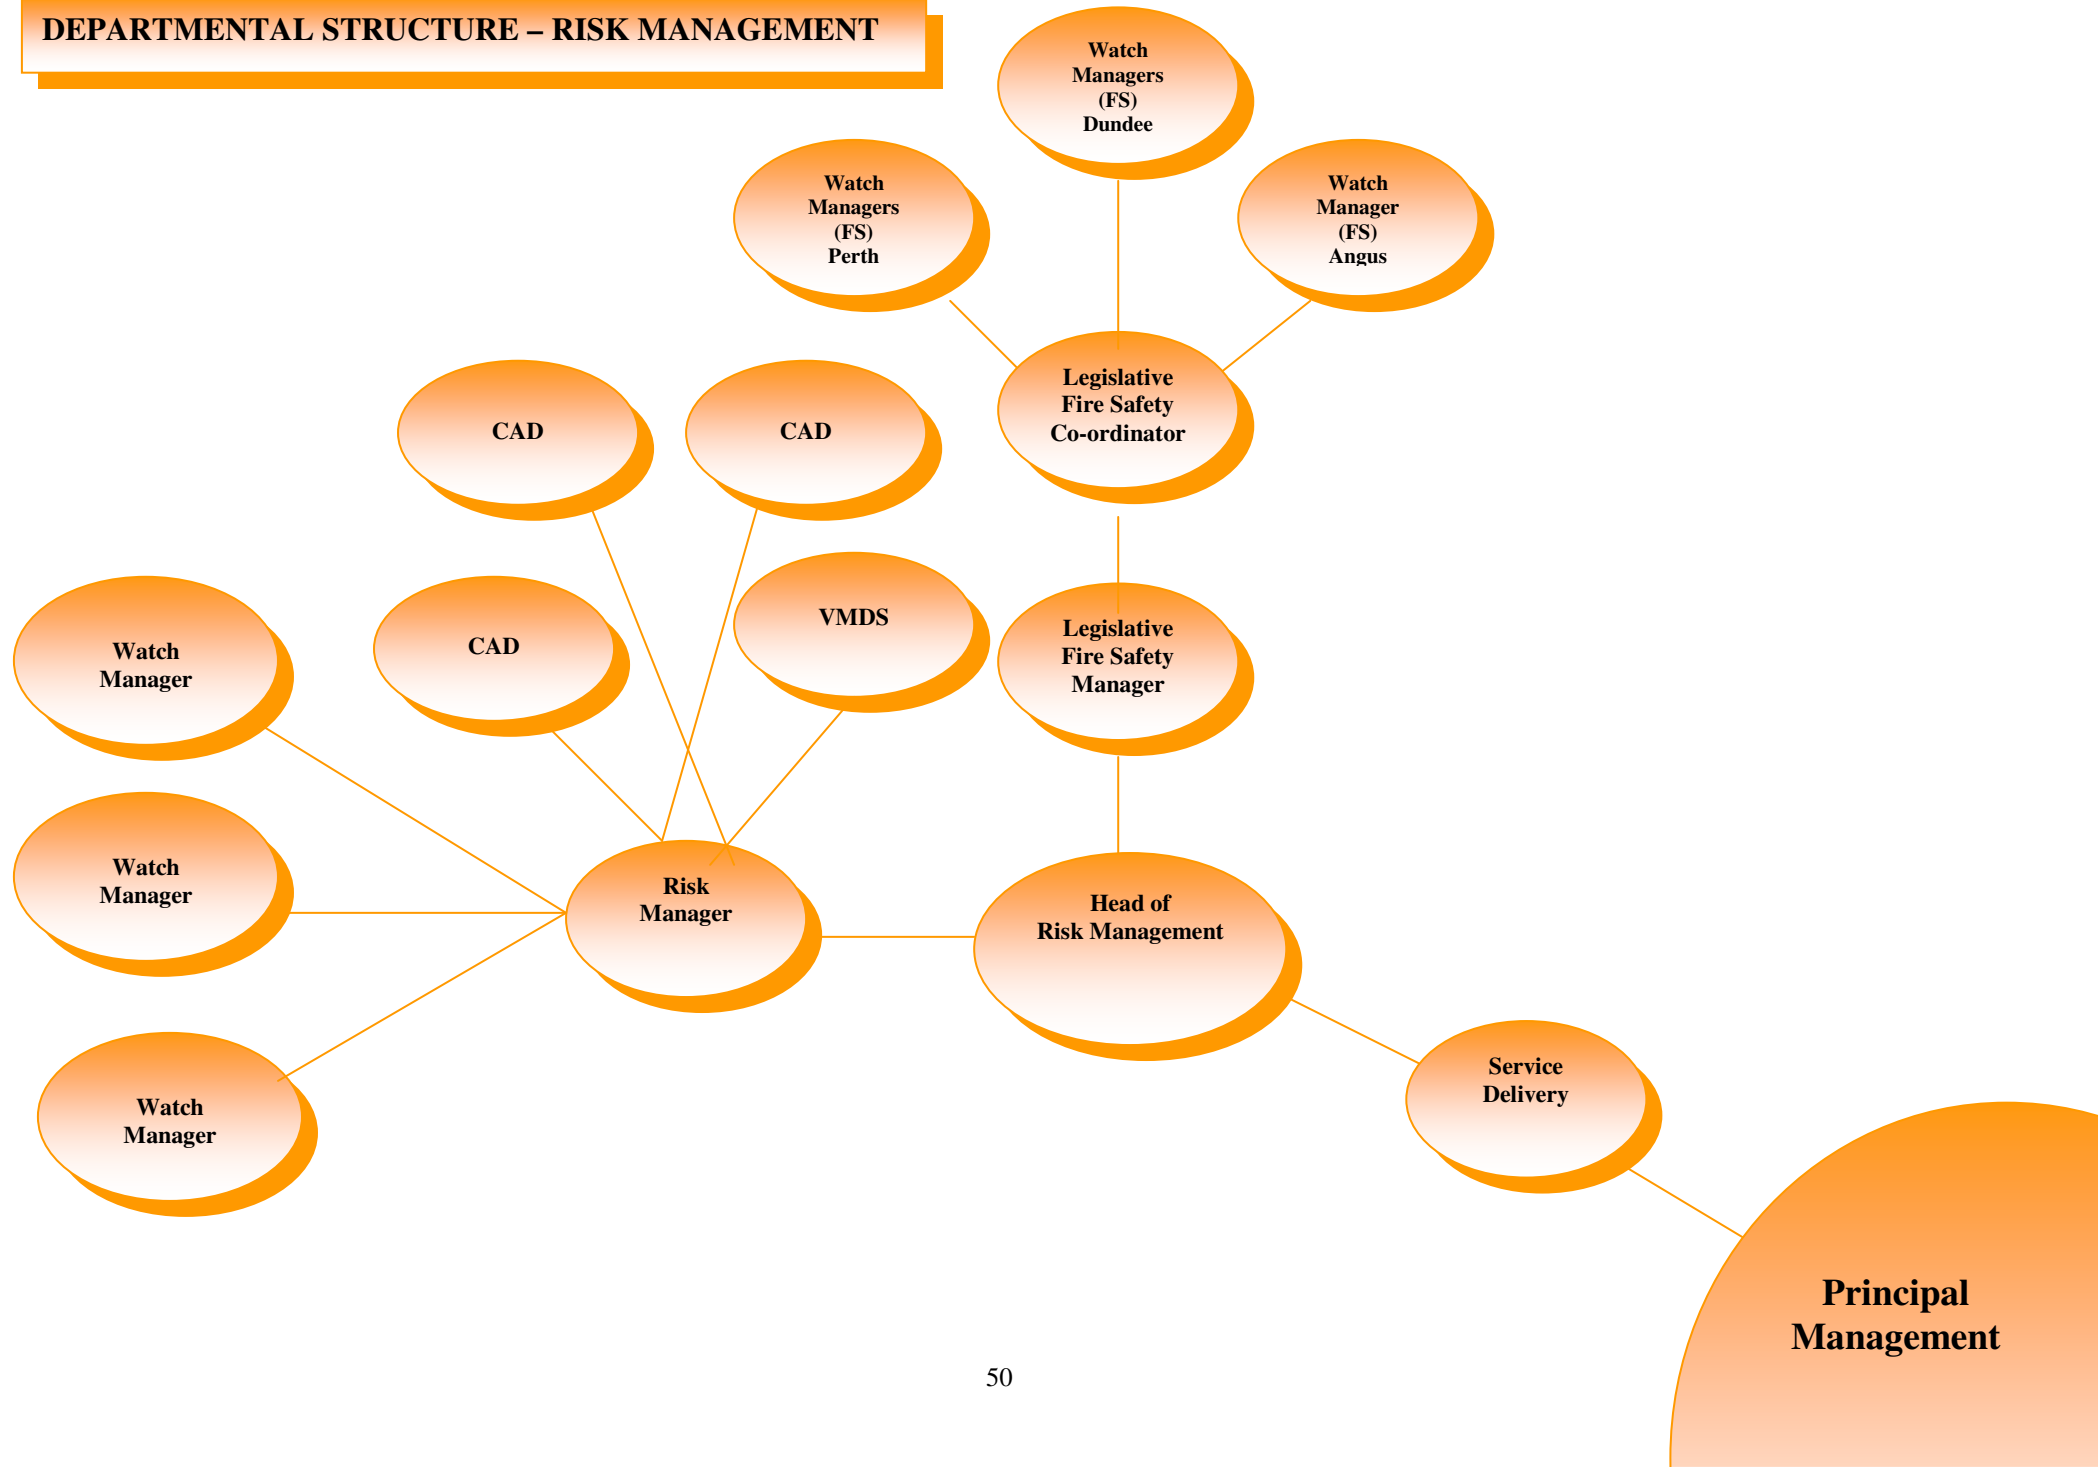 DEPARTMENTAL STRUCTURE – RISK MANAGEMENT
Watch
Managers
(FS)
Dundee
Watch
Managers
(FS)
Perth
Watch
Manager
(FS)
Angus
Legislative
Fire Safety
Co-ordinator
CAD
CAD
CAD
VMDS
Legislative
Fire Safety
Manager
Watch
Manager
Watch
Manager
Watch
Manager
Risk
Manager
Head of
Risk Management
Service
Delivery
Principal
Management
50